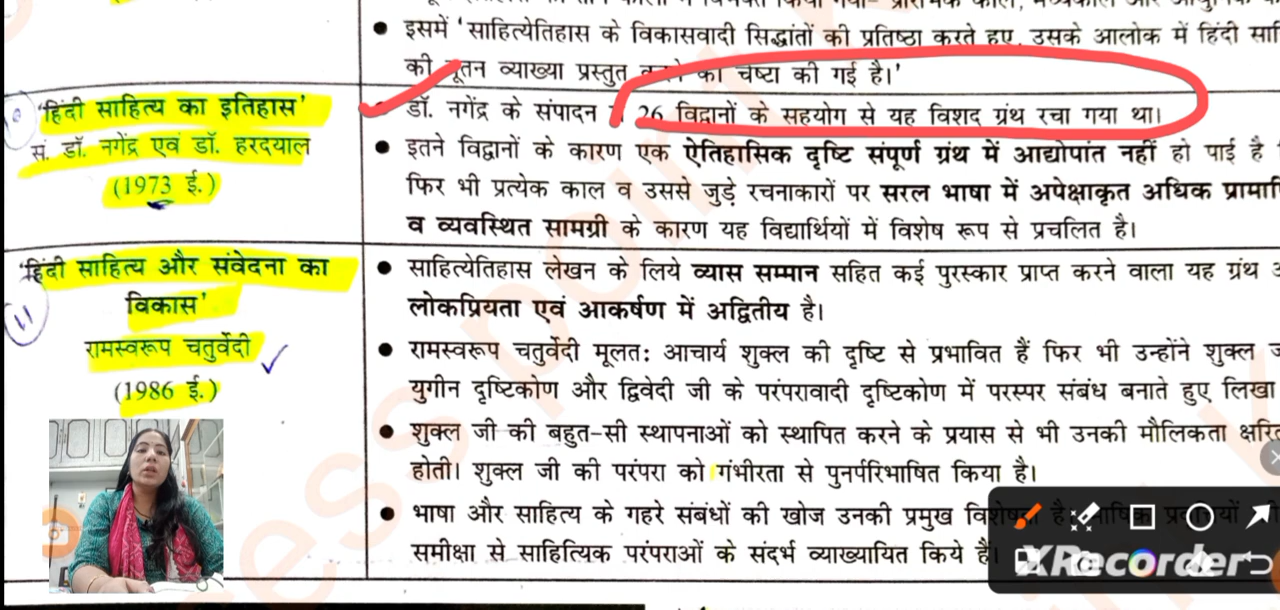 इसमें 'साहित्येतिहास के विकासवादी सिद्धांतों की प्रतिष्ठा करते हुए, उसके आलोक में हिंदी
की नूतन व्याख्या प्रस्तुत करने की चेष्टा की गई है।'
'हिंदी साहित्य का इतिहास'
सं. डॉ. नगेंद्र एवं डॉ. हरदयाल
(1973 ई.)
डॉ. नगेंद्र के संपादन 26 विद्वानों के सहयोग से यह विशद ग्रंथ रचा गया था।
इतने विद्वानों के कारण एक ऐतिहासिक दृष्टि संपूर्ण ग्रंथ में आद्योपांत नहीं हो पाई है
फिर भी प्रत्येक काल व उससे जुड़े रचनाकारों पर सरल भाषा में अपेक्षाकृत अधिक
व व्यवस्थित सामग्री के कारण यह विद्यार्थियों में विशेष रूप से प्रचलित है।
11
'हिंदी साहित्य और संवेदना का
विकास'
रामस्वरूप चतुर्वेदी
(1986 ई.)
साहित्येतिहास लेखन के लिये व्यास सम्मान सहित कई पुरस्कार प्राप्त करने वाला यह ग्रंथ
लोकप्रियता एवं आकर्षण में अद्वितीय है।
रामस्वरूप चतुर्वेदी मूलत: आचार्य शुक्ल की दृष्टि से प्रभावित हैं फिर भी उन्होंने शुक्ल
युगीन दृष्टिकोण और द्विवेदी जी के परंपरावादी दृष्टिकोण में परस्पर संबंध बनाते हुए लिखा
शुक्ल जी की बहुत-सी स्थापनाओं को स्थापित करने के प्रयास से भी उनकी मौलिकता
होती। शुक्ल जी की परंपरा को गंभीरता से पुनर्परिभाषित किया है।
भाषा और साहित्य के गहरे संबंधों की खोज उनकी प्रमुख
समीक्षा से साहित्यिक परंपराओं के संदर्भ व्याख्यायित किये हैं।
XRecorder